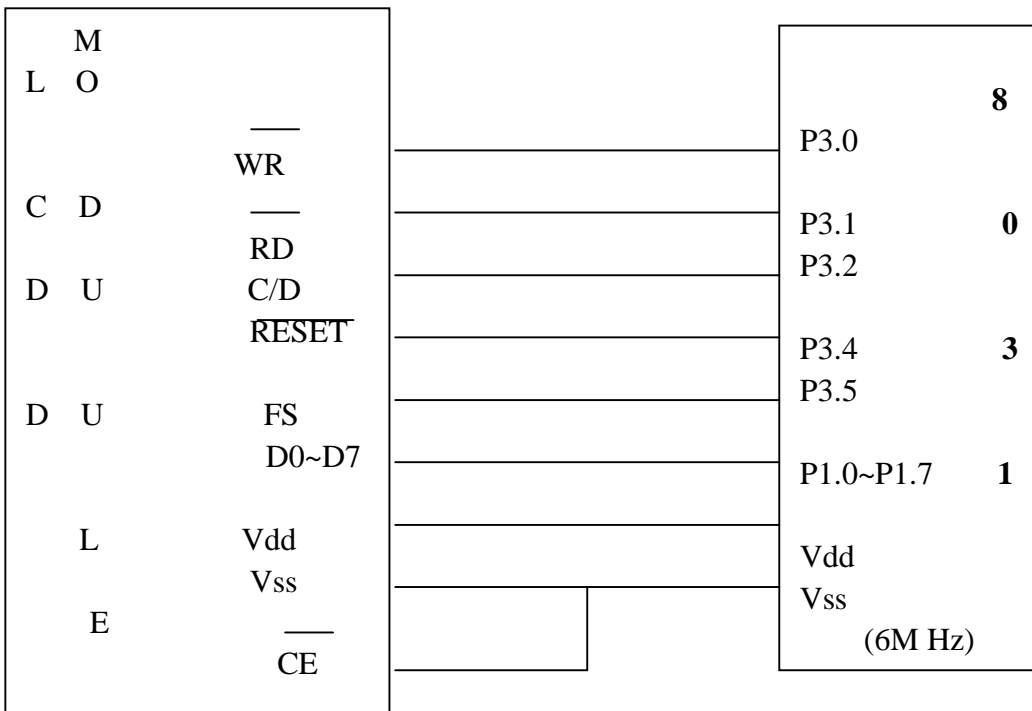 M
L O
8
P3.0
WR
C D
P3.1 0
RD
P3.2
D U C/D
RESET
P3.4 3
P3.5
D U FS
D0~D7
P1.0~P1.7 1
L Vdd
Vdd
Vss
Vss
E
(6M Hz)
CE